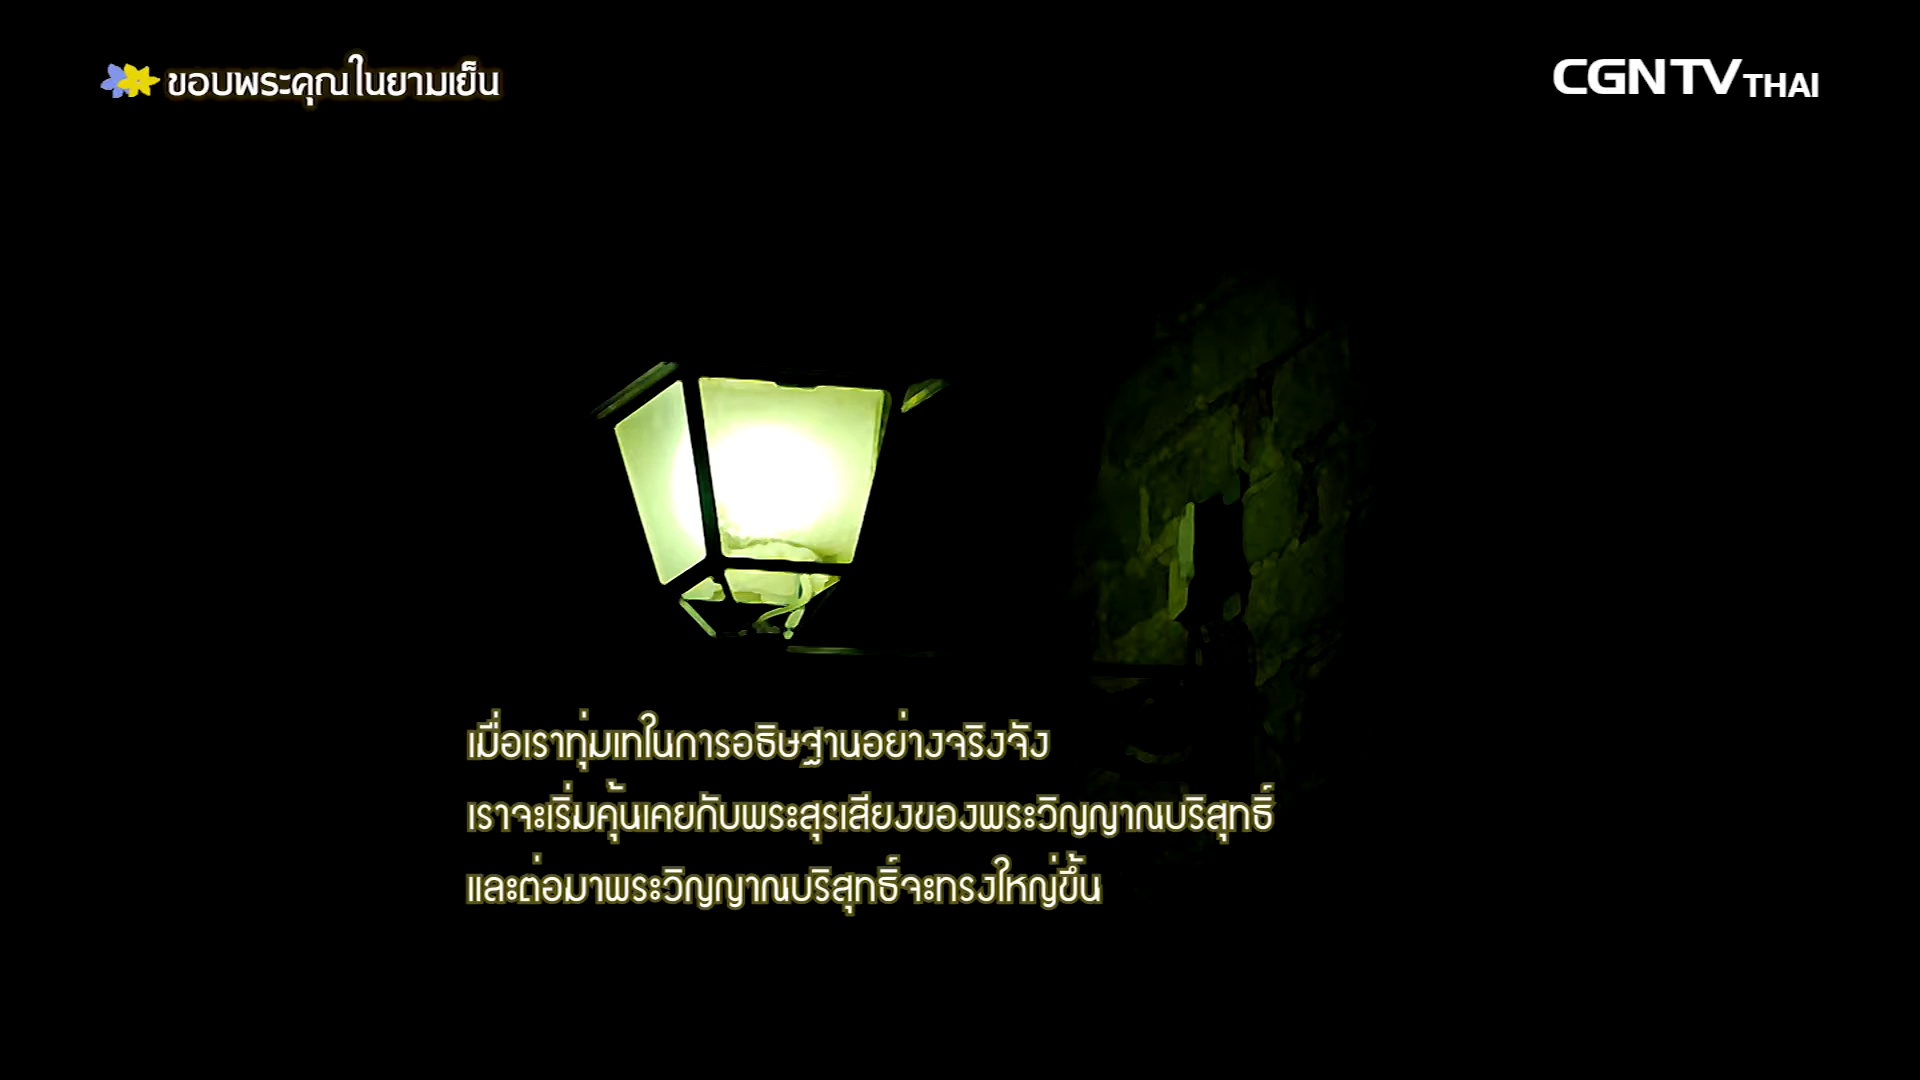 ขอบพระคุณในยามเย็น
CGNTV THAI
เมื่อเราทุ่มเทในการอธิษฐานอย่างจริงจัง
เราจะเริ่มคุ้นเคยกับพระสุรเสียงของพระวิญญาณบริสุทธิ์
และต่อมาพระวิญญาณบริสุทธิ์จะทรงใหญ่ขึ้น